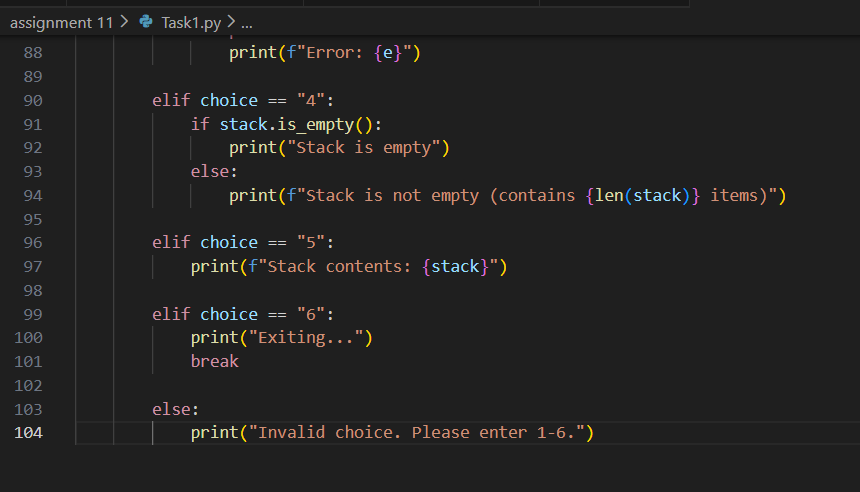 assignment 11 > Task1.py > ...
88 print(f"Error: {e}")
89
90 elif choice == "4":
91 if stack.is_empty():
92 print("Stack is empty")
93 else:
94 print(f"Stack is not empty (contains {len(stack)} items)")
95
96 elif choice == "5":
97 print(f"Stack contents: {stack}")
98
99 elif choice == "6":
100 print("Exiting...")
101 break
102
103 else:
104 print("Invalid choice. Please enter 1-6.")